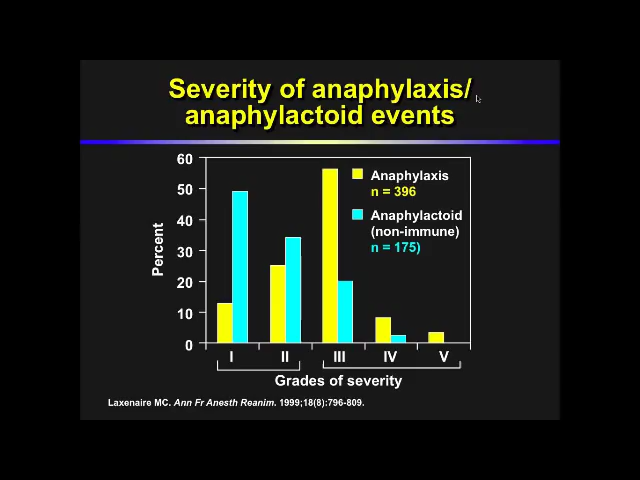 Severity of anaphylaxis/
anaphylactoid events
60
50
40
30
20
10
0
Percent
Anaphylaxis
n = 396
Anaphylactoid
(non-immune)
n = 175)
I II III IV V
Grades of severity
Laxenaire MC. Ann Fr Anesth Reanim. 1999;18(8):796-809.